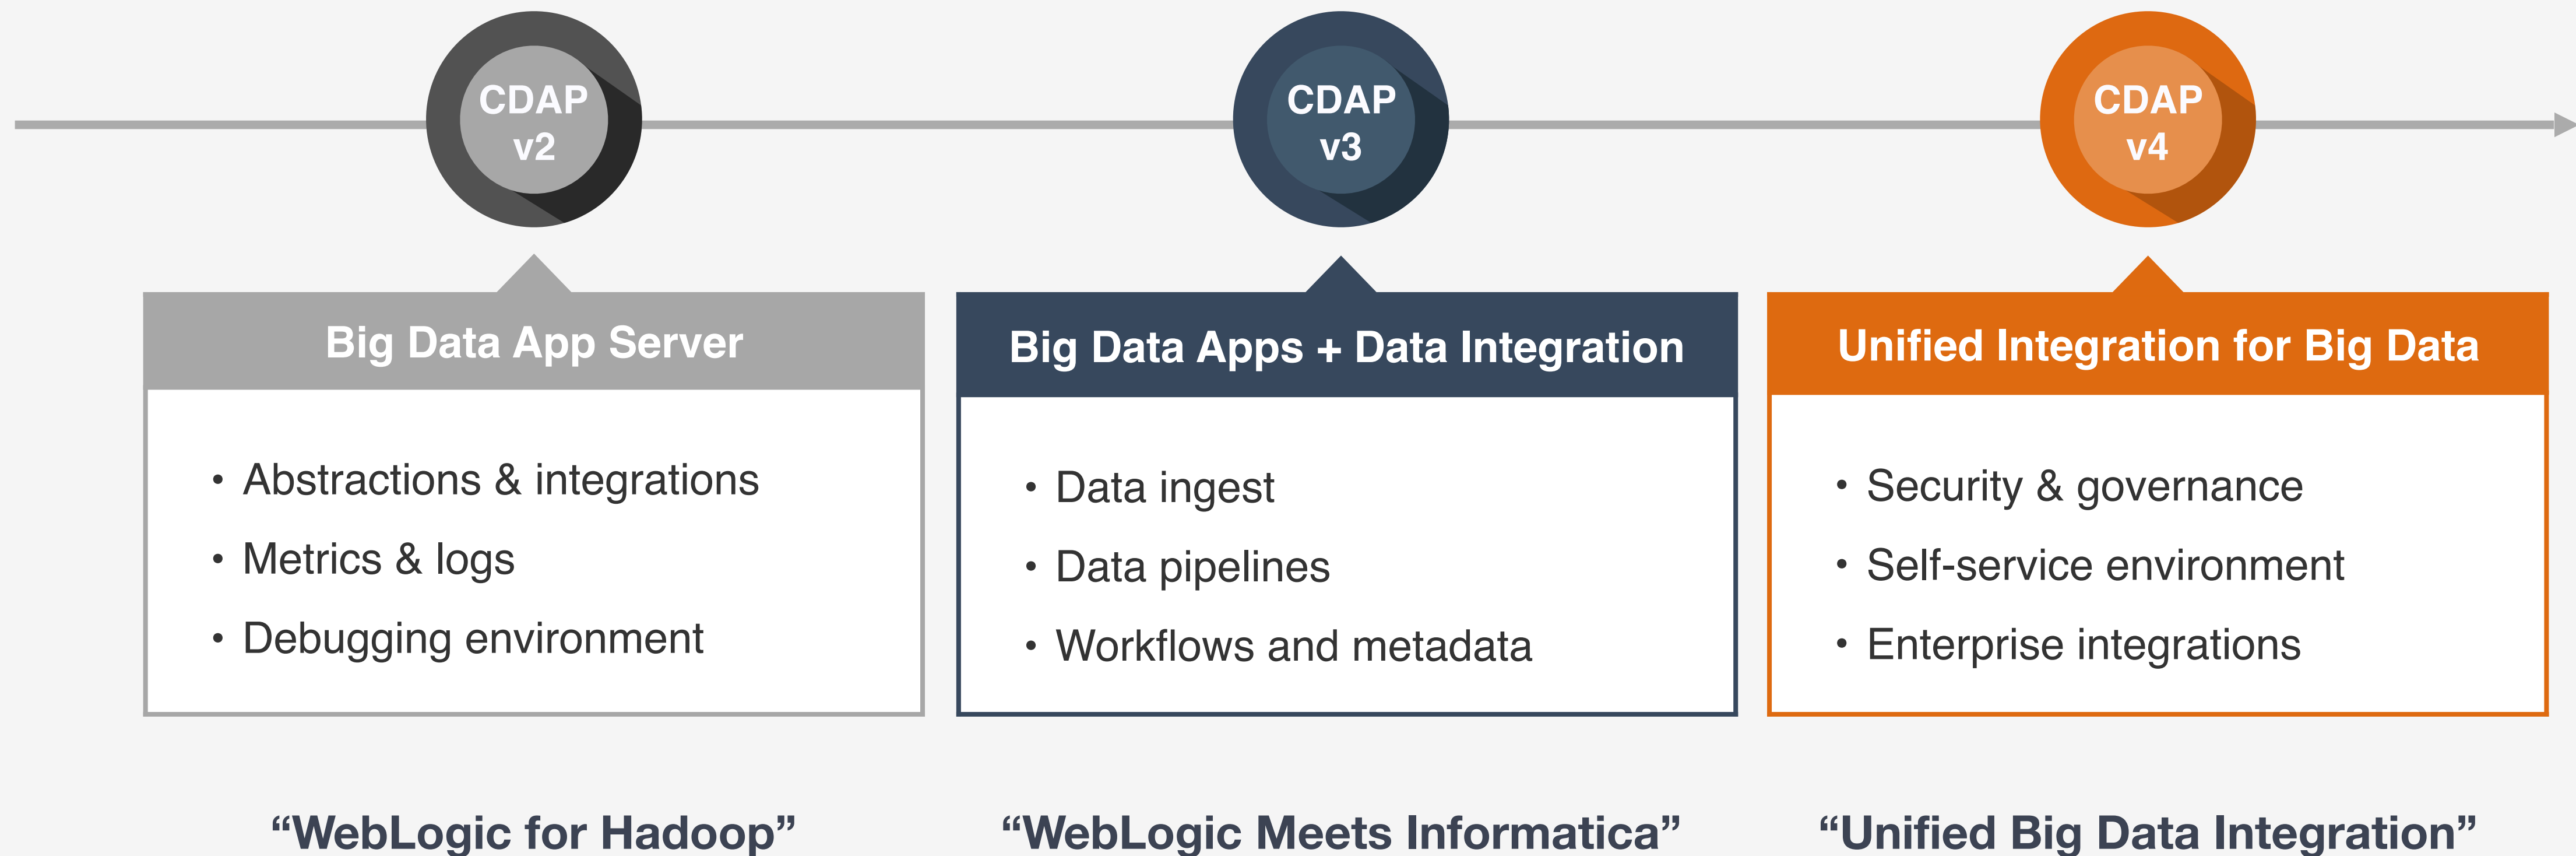 CDAP
v2
CDAP
v3
CDAP
v4
Big Data App Server
• Abstractions & integrations
• Metrics & logs
• Debugging environment
Big Data Apps + Data Integration
• Data ingest
• Data pipelines
• Workflows and metadata
Unified Integration for Big Data
• Security & governance
• Self-service environment
• Enterprise integrations
“WebLogic for Hadoop”
“WebLogic Meets Informatica”
“Unified Big Data Integration”